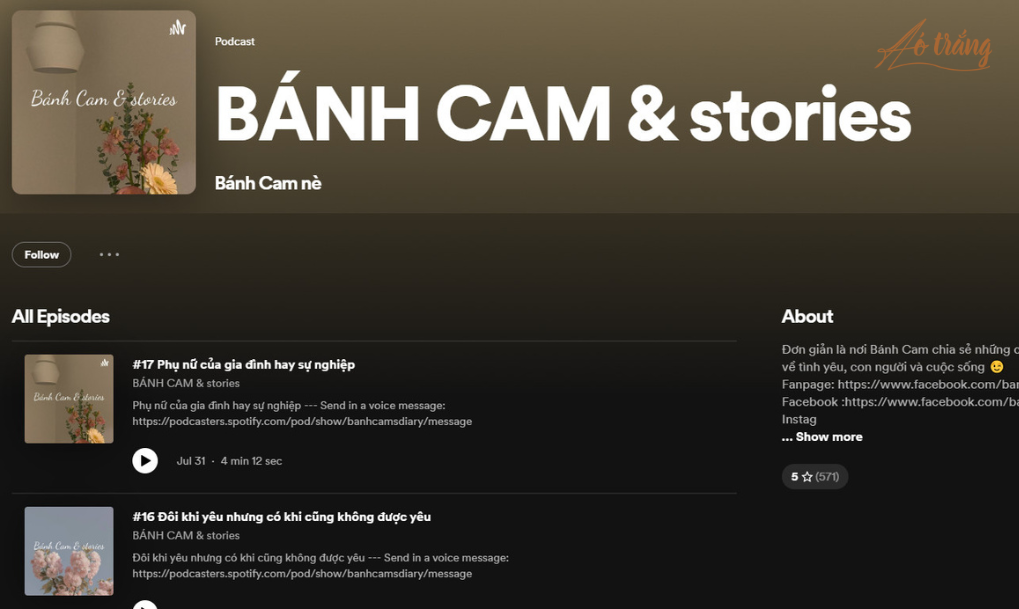 Bánh Cam & stories
Podcast
BÁNH CAM & stories
Bánh Cam nè
Áo trắng
Follow
All Episodes
Bánh Cam & stories
#17 Phụ nữ của gia đình hay sự nghiệp
BÁNH CAM & stories
Phụ nữ của gia đình hay sự nghiệp --- Send in a voice message:
https://podcasters.spotify.com/pod/show/banhcamsdiary/message
Jul 31 · 4 min 12 sec
Bánh Cam & stories
#16 Đôi khi yêu nhưng có khi cũng không được yêu
BÁNH CAM & stories
Đôi khi yêu nhưng có khi cũng không được yêu --- Send in a voice message:
https://podcasters.spotify.com/pod/show/banhcamsdiary/message
About
Đơn giản là nơi Bánh Cam chia sẻ những
về tình yêu, con người và cuộc sống 😉
Fanpage: https://www.facebook.com/ban
Facebook :https://www.facebook.com/ba
Instag
... Show more
5 ☆ (571)